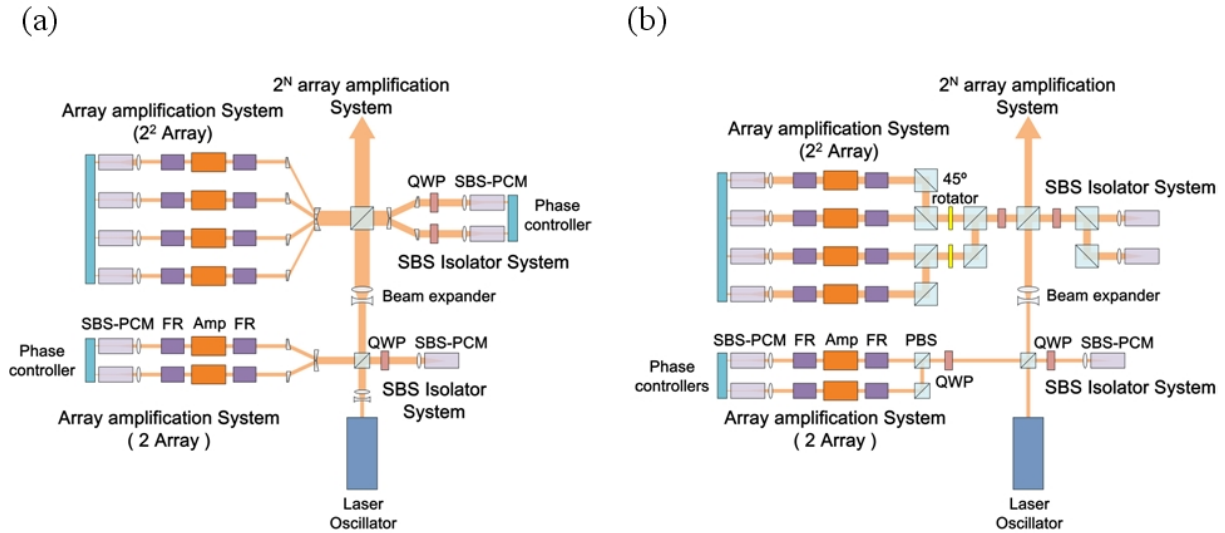 (a)
2N array amplification
System
Array amplification System
(2² Array)
QWP SBS-PCM
Phase
controller
SBS Isolator System
Beam expander
SBS-PCM FR Amp FR
QWP SBS-PCM
Phase
controller
SBS Isolator
System
Array amplification System
( 2 Array )
Laser
Oscillator
(b)
2N array amplification
System
Array amplification System
(2² Array)
45º
rotator
SBS Isolator System
Beam expander
SBS-PCM FR Amp FR PBS
QWP SBS-PCM
Phase
controllers
QWP
SBS Isolator System
Array amplification System
( 2 Array )
Laser
Oscillator